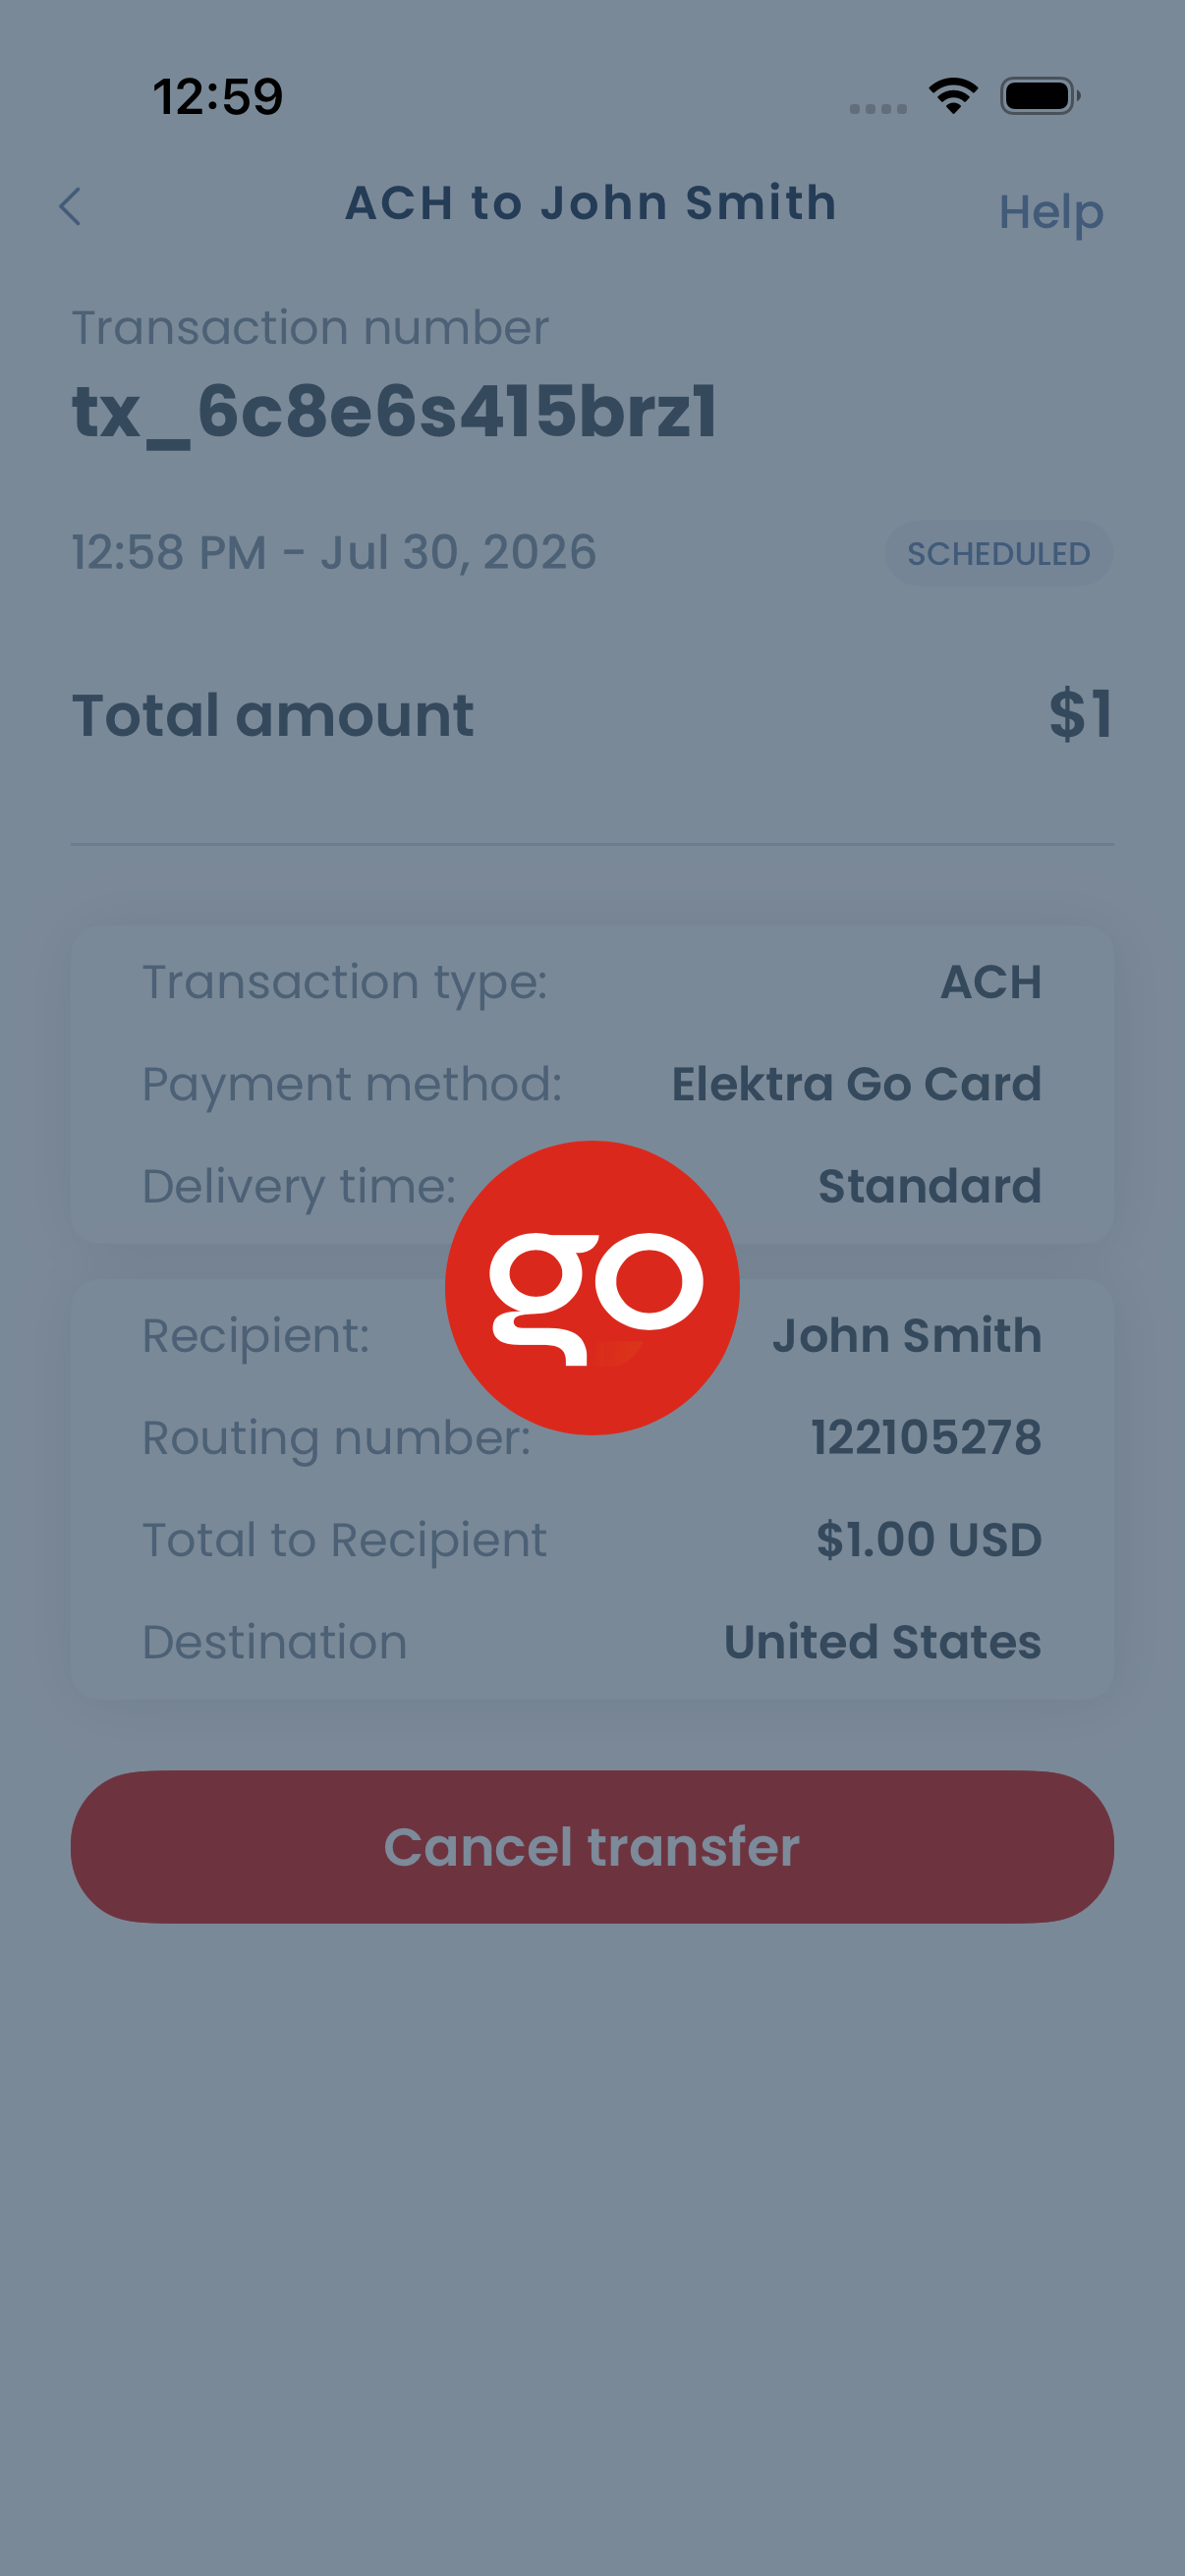 12:59
ACH to John Smith
Help
Transaction number
tx_6c8e6s415brz1
12:58 PM - Jul 30, 2026
SCHEDULED
Total amount
$1
Transaction type:
ACH
Payment method:
Elektra Go Card
Delivery time:
Standard
go
Recipient:
John Smith
Routing number:
122105278
Total to Recipient
$1.00 USD
Destination
United States
Cancel transfer